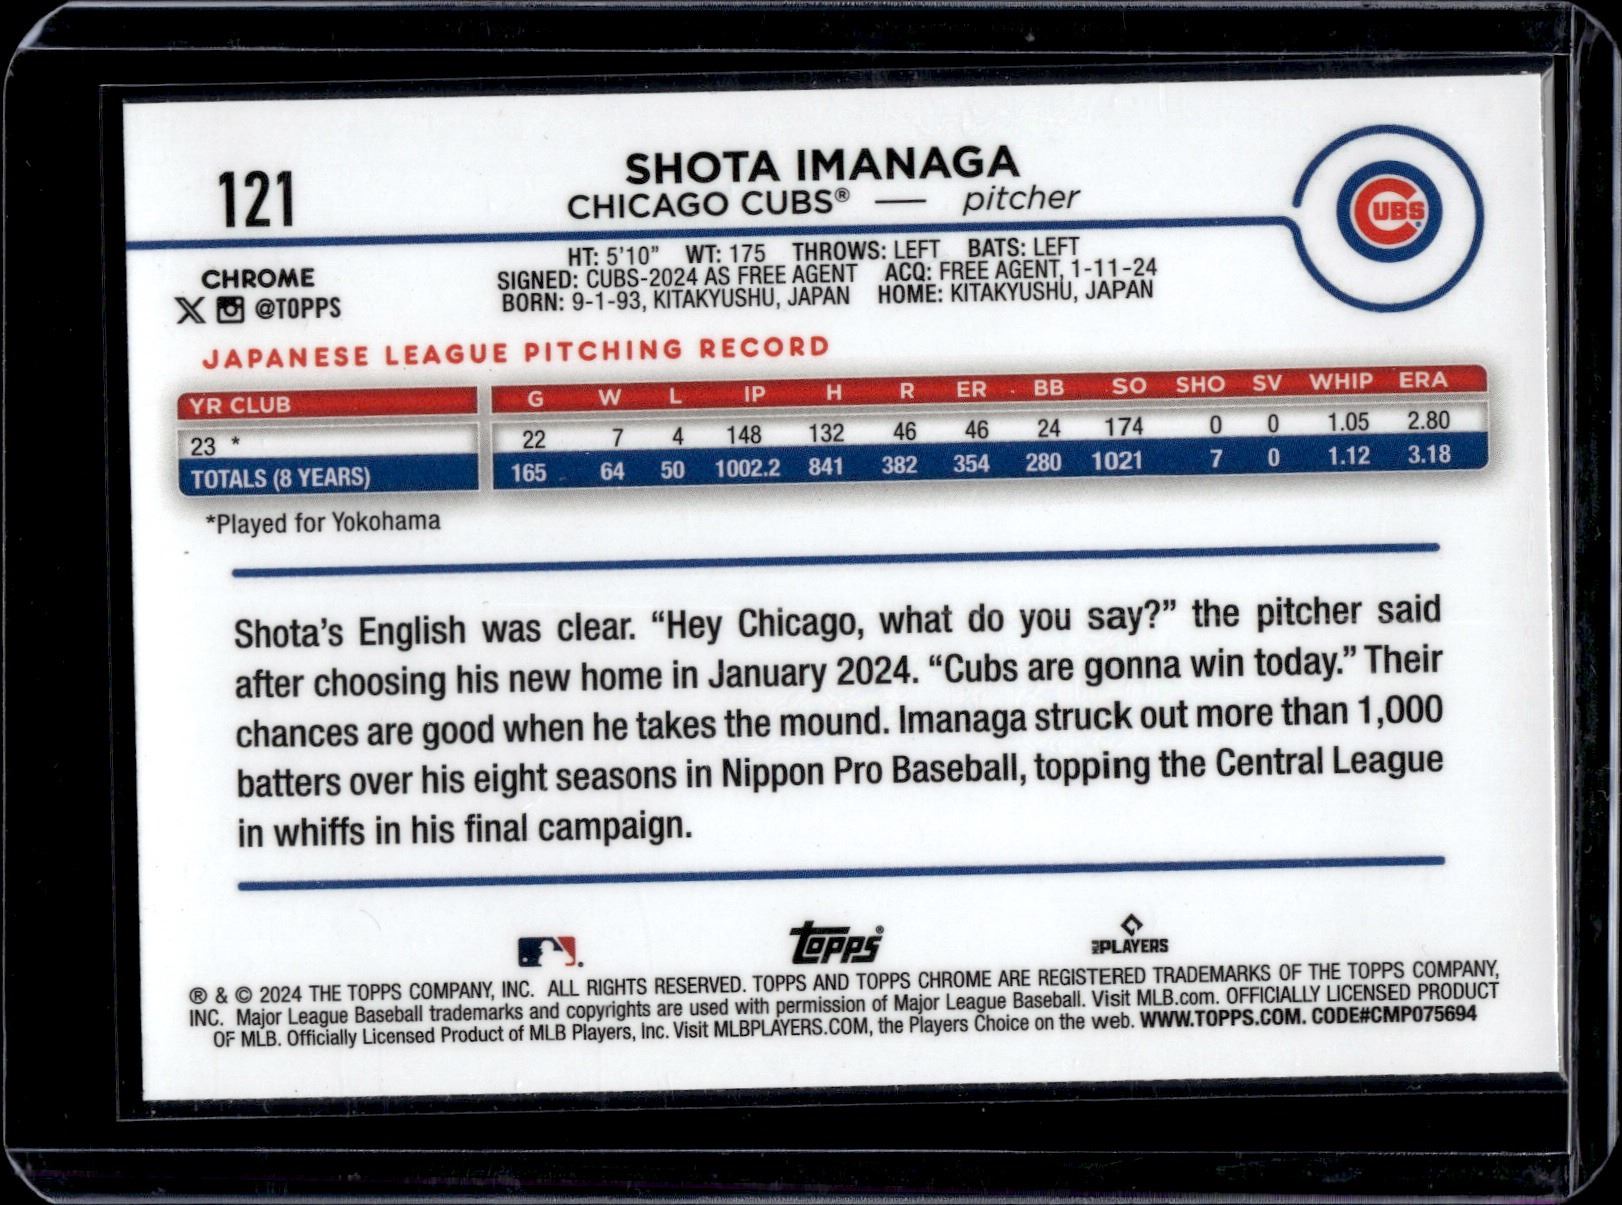 121
SHOTA IMANAGA
CHICAGO CUBS® — pitcher
CUBS
CHROME
@TOPPS
HT: 5'10" WT: 175 THROWS: LEFT BATS: LEFT
SIGNED: CUBS-2024 AS FREE AGENT ACQ: FREE AGENT, 1-11-24
BORN: 9-1-93, KITAKYUSHU, JAPAN HOME: KITAKYUSHU, JAPAN
JAPANESE LEAGUE PITCHING RECORD
YR CLUB G W L IP H R ER BB SO SHO SV WHIP ERA
23 * 22 7 4 148 132 46 46 24 174 0 0 1.05 2.80
TOTALS (8 YEARS) 165 64 50 1002.2 841 382 354 280 1021 7 0 1.12 3.18
*Played for Yokohama
Shota's English was clear. “Hey Chicago, what do you say?” the pitcher said
after choosing his new home in January 2024. “Cubs are gonna win today.” Their
chances are good when he takes the mound. Imanaga struck out more than 1,000
batters over his eight seasons in Nippon Pro Baseball, topping the Central League
in whiffs in his final campaign.
topps®
PLAYERS
® & © 2024 THE TOPPS COMPANY, INC. ALL RIGHTS RESERVED. TOPPS AND TOPPS CHROME ARE REGISTERED TRADEMARKS OF THE TOPPS COMPANY,
INC. Major League Baseball trademarks and copyrights are used with permission of Major League Baseball. Visit MLB.com. OFFICIALLY LICENSED PRODUCT
OF MLB. Officially Licensed Product of MLB Players, Inc. Visit MLBPLAYERS.COM, the Players Choice on the web. WWW.TOPPS.COM. CODE#CMP075694